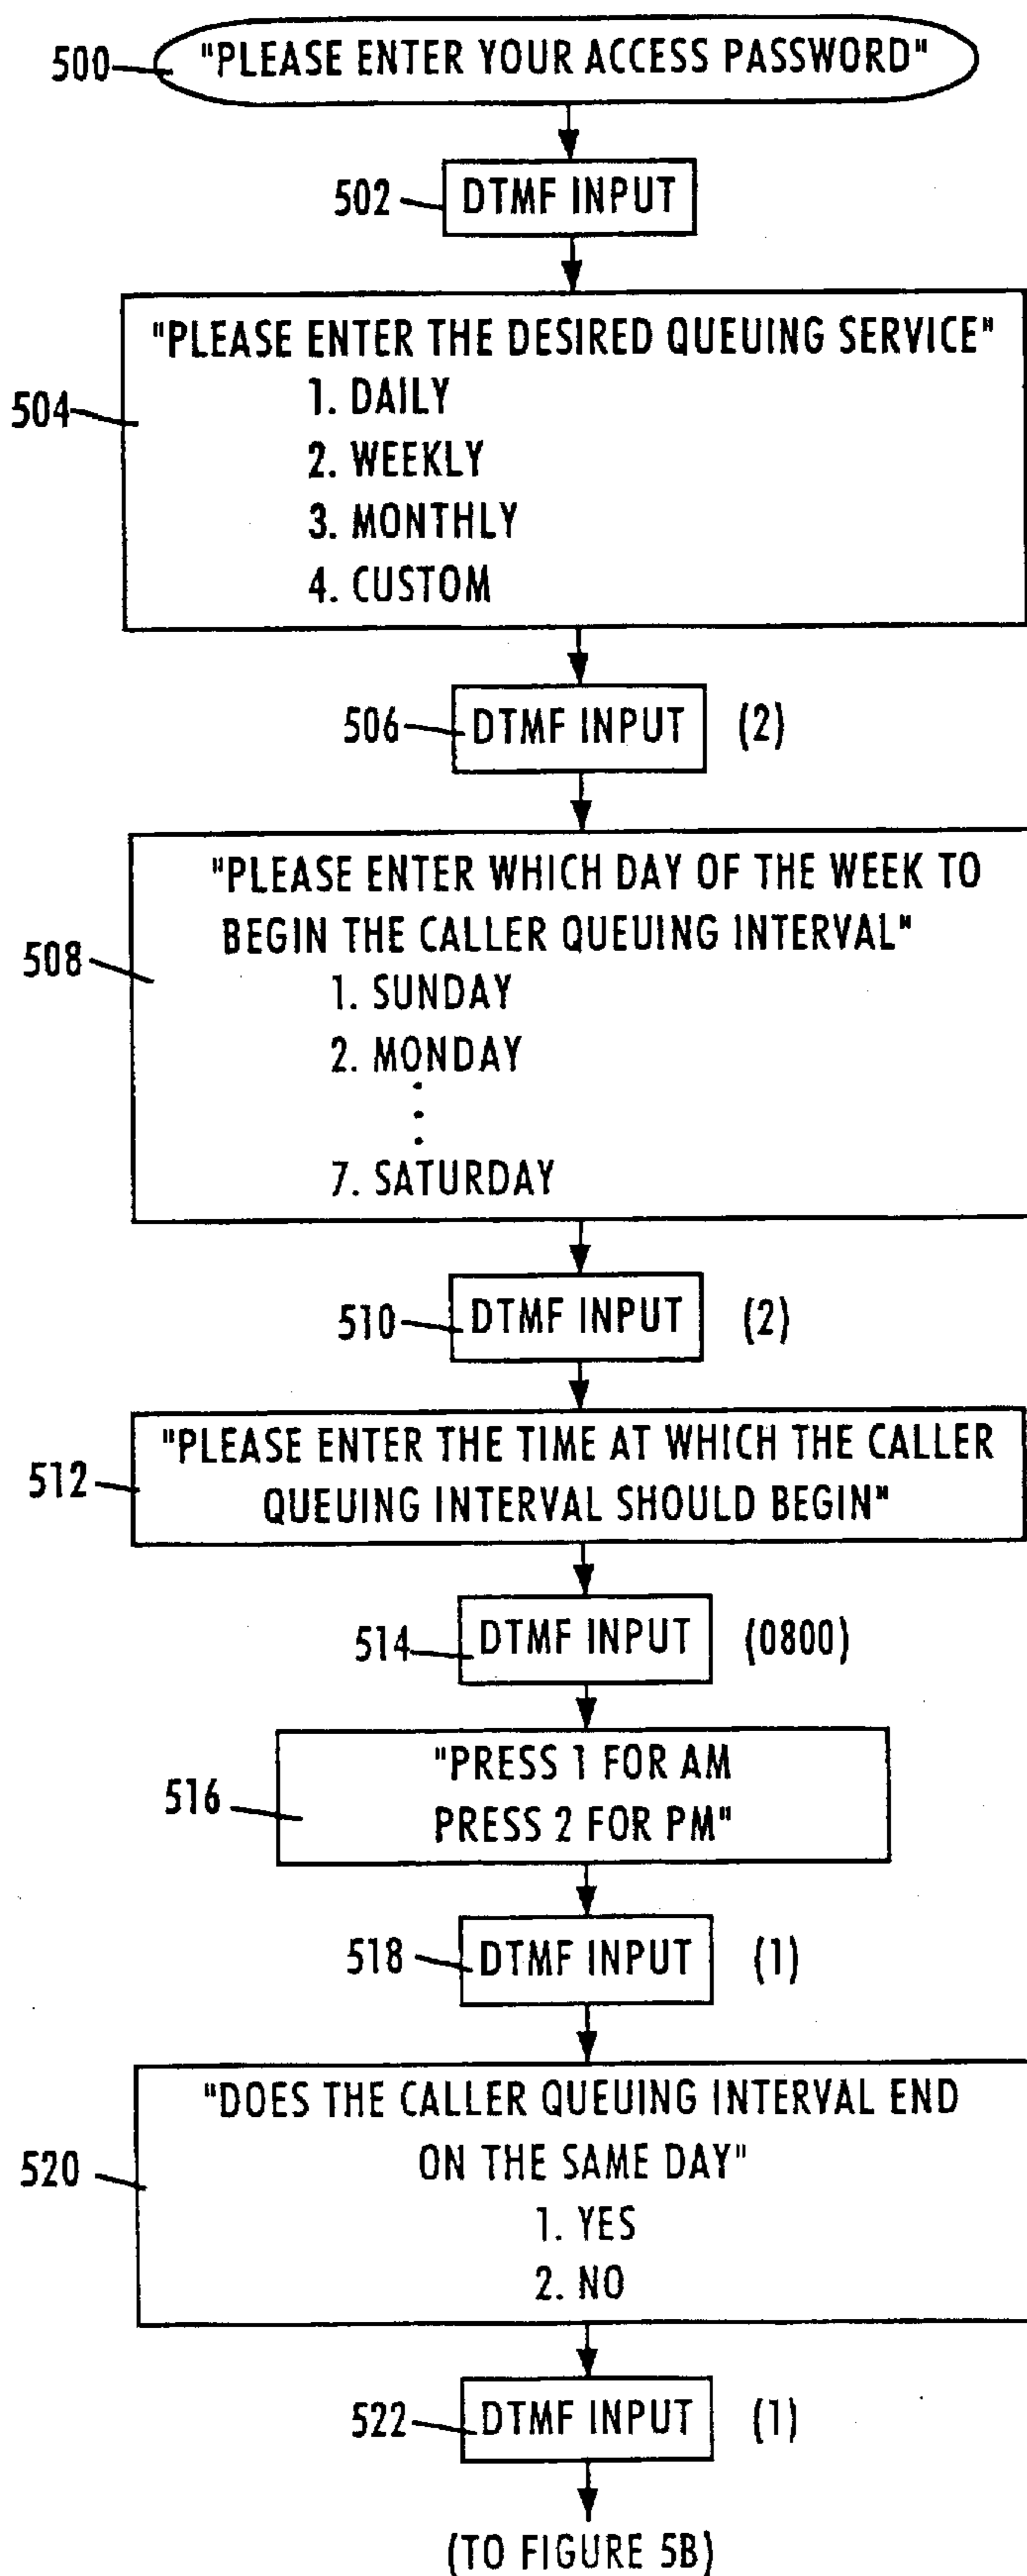 500 "PLEASE ENTER YOUR ACCESS PASSWORD"
502 DTMF INPUT
"PLEASE ENTER THE DESIRED QUEUING SERVICE"
504
1. DAILY
2. WEEKLY
3. MONTHLY
4. CUSTOM
506 DTMF INPUT (2)
"PLEASE ENTER WHICH DAY OF THE WEEK TO
BEGIN THE CALLER QUEUING INTERVAL"
508
1. SUNDAY
2. MONDAY
7. SATURDAY
510 DTMF INPUT (2)
512
"PLEASE ENTER THE TIME AT WHICH THE CALLER
QUEUING INTERVAL SHOULD BEGIN"
514 DTMF INPUT (0800)
516
"PRESS 1 FOR AM
PRESS 2 FOR PM"
518 DTMF INPUT (1)
"DOES THE CALLER QUEUING INTERVAL END
ON THE SAME DAY"
520
1. YES
2. NO
522 DTMF INPUT (1)
(TO FIGURE 5B)